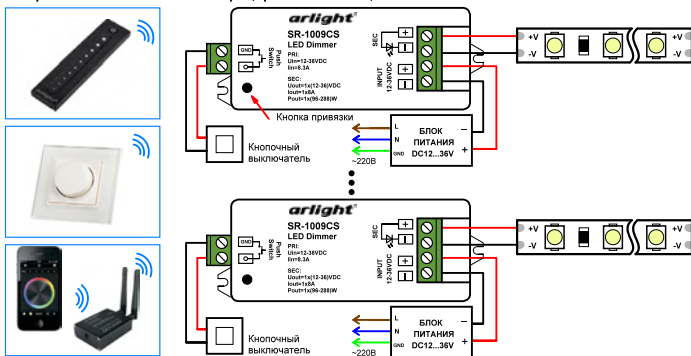 arlight®
SR-1009CS
LED Dimmer
PRI:
Uin=12-36VDC
Iin=8.3A
SEC:
Uout=1x(12-36)VDC
Iout=1x8A
Pout=1x(96-288)W
GND
Push
Switch
SEC
+
–
INPUT
12-36VDC
+
–
+V
-V
+V
-V
Кнопка привязки
Кнопочный
выключатель
L
N
GND
~220В
БЛОК
ПИТАНИЯ
DC12...36V
–
+
arlight®
SR-1009CS
LED Dimmer
PRI:
Uin=12-36VDC
Iin=8.3A
SEC:
Uout=1x(12-36)VDC
Iout=1x8A
Pout=1x(96-288)W
GND
Push
Switch
SEC
+
–
INPUT
12-36VDC
+
–
+V
-V
+V
-V
Кнопочный
выключатель
L
N
GND
~220В
БЛОК
ПИТАНИЯ
DC12...36V
–
+